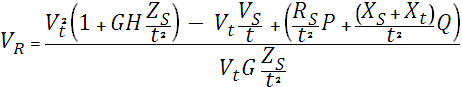 V_R = \frac{V_t^2\left(1 + GH\frac{Z_S}{t^2}\right) - V_t\frac{V_S}{t} + \left(\frac{R_S}{t^2}P + \frac{(X_S + X_t)}{t^2}Q\right)}{V_t G\frac{Z_S}{t^2}}